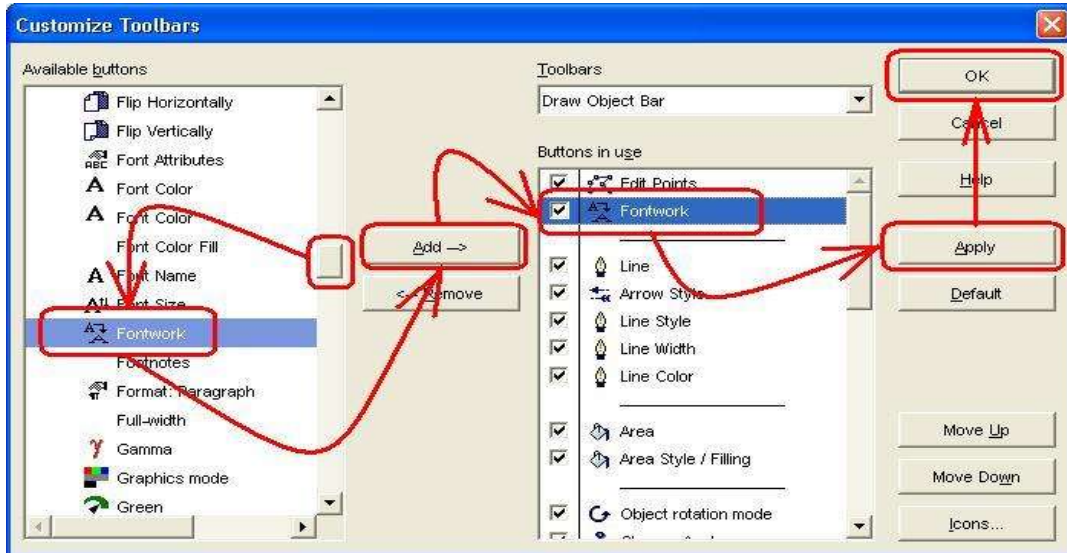 Customize Toolbars
Available buttons
Flip Horizontally
Flip Vertically
Font Attributes
Font Color
Font Color
Font Color Fill
Font Name
Font Size
Fontwork
Footnotes
Format: Paragraph
Full-width
Gamma
Graphics mode
Green
Add -->
<-- Remove
Toolbars
Draw Object Bar
Buttons in use
Edit Points
Fontwork
Line
Arrow Style
Line Style
Line Width
Line Color
Area
Area Style / Filling
Object rotation mode
OK
Cancel
Help
Apply
Default
Move Up
Move Down
Icons...